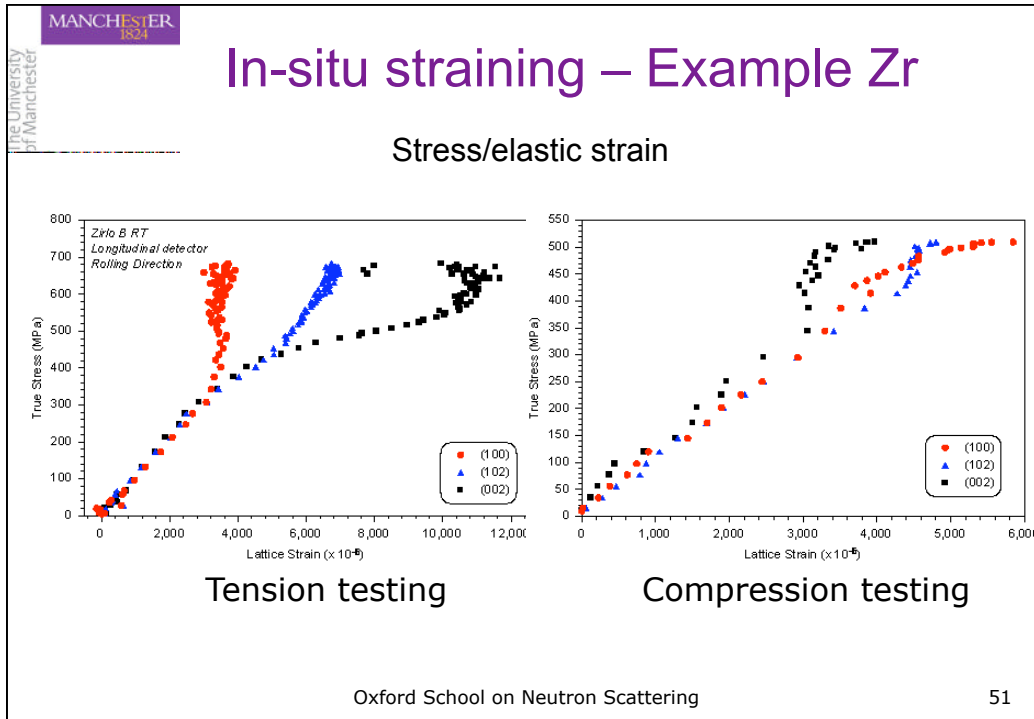 MANCHESTER
1824
The University
of Manchester
In-situ straining – Example Zr
Stress/elastic strain
Zirlo B RT
Longitudinal detector
Rolling Direction
True Stress (MPa)
800
700
600
500
400
300
200
100
0
(100)
(102)
(002)
0
2,000
4,000
6,000
8,000
10,000
12,000
Lattice Strain (x 10
Tension testing
True Stress (MPa)
550
500
450
400
350
300
250
200
150
100
50
0
(100)
(102)
(002)
0
1,000
2,000
3,000
4,000
5,000
6,000
Lattice Strain (x 10
Compression testing
Oxford School on Neutron Scattering
51